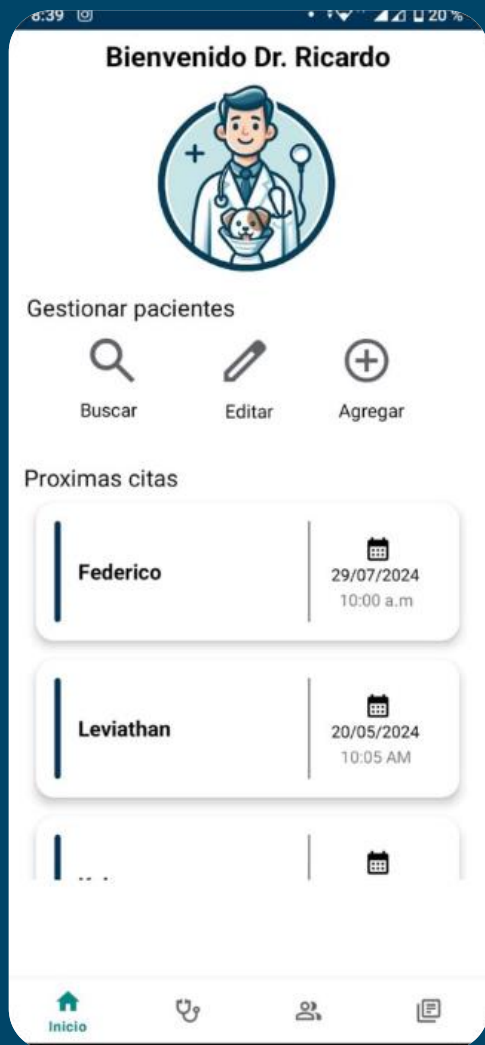 8:39 20 %
Bienvenido Dr. Ricardo
Gestionar pacientes
Buscar Editar Agregar
Proximas citas
Federico
29/07/2024
10:00 a.m
Leviathan
20/05/2024
10:05 AM
Inicio